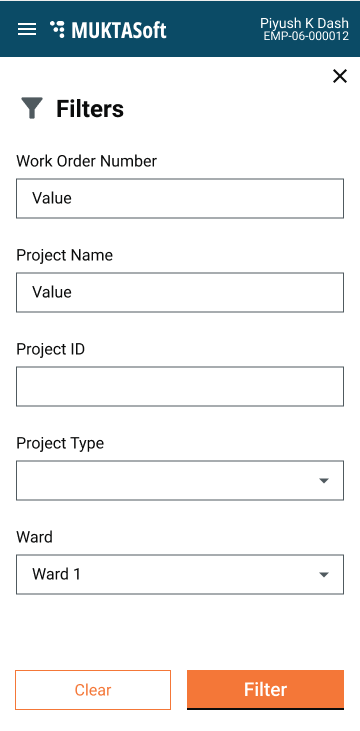 MUKTASoft
Piyush K Dash
EMP-06-000012
Filters
Work Order Number
Value
Project Name
Value
Project ID
Project Type
Ward
Ward 1
Clear
Filter